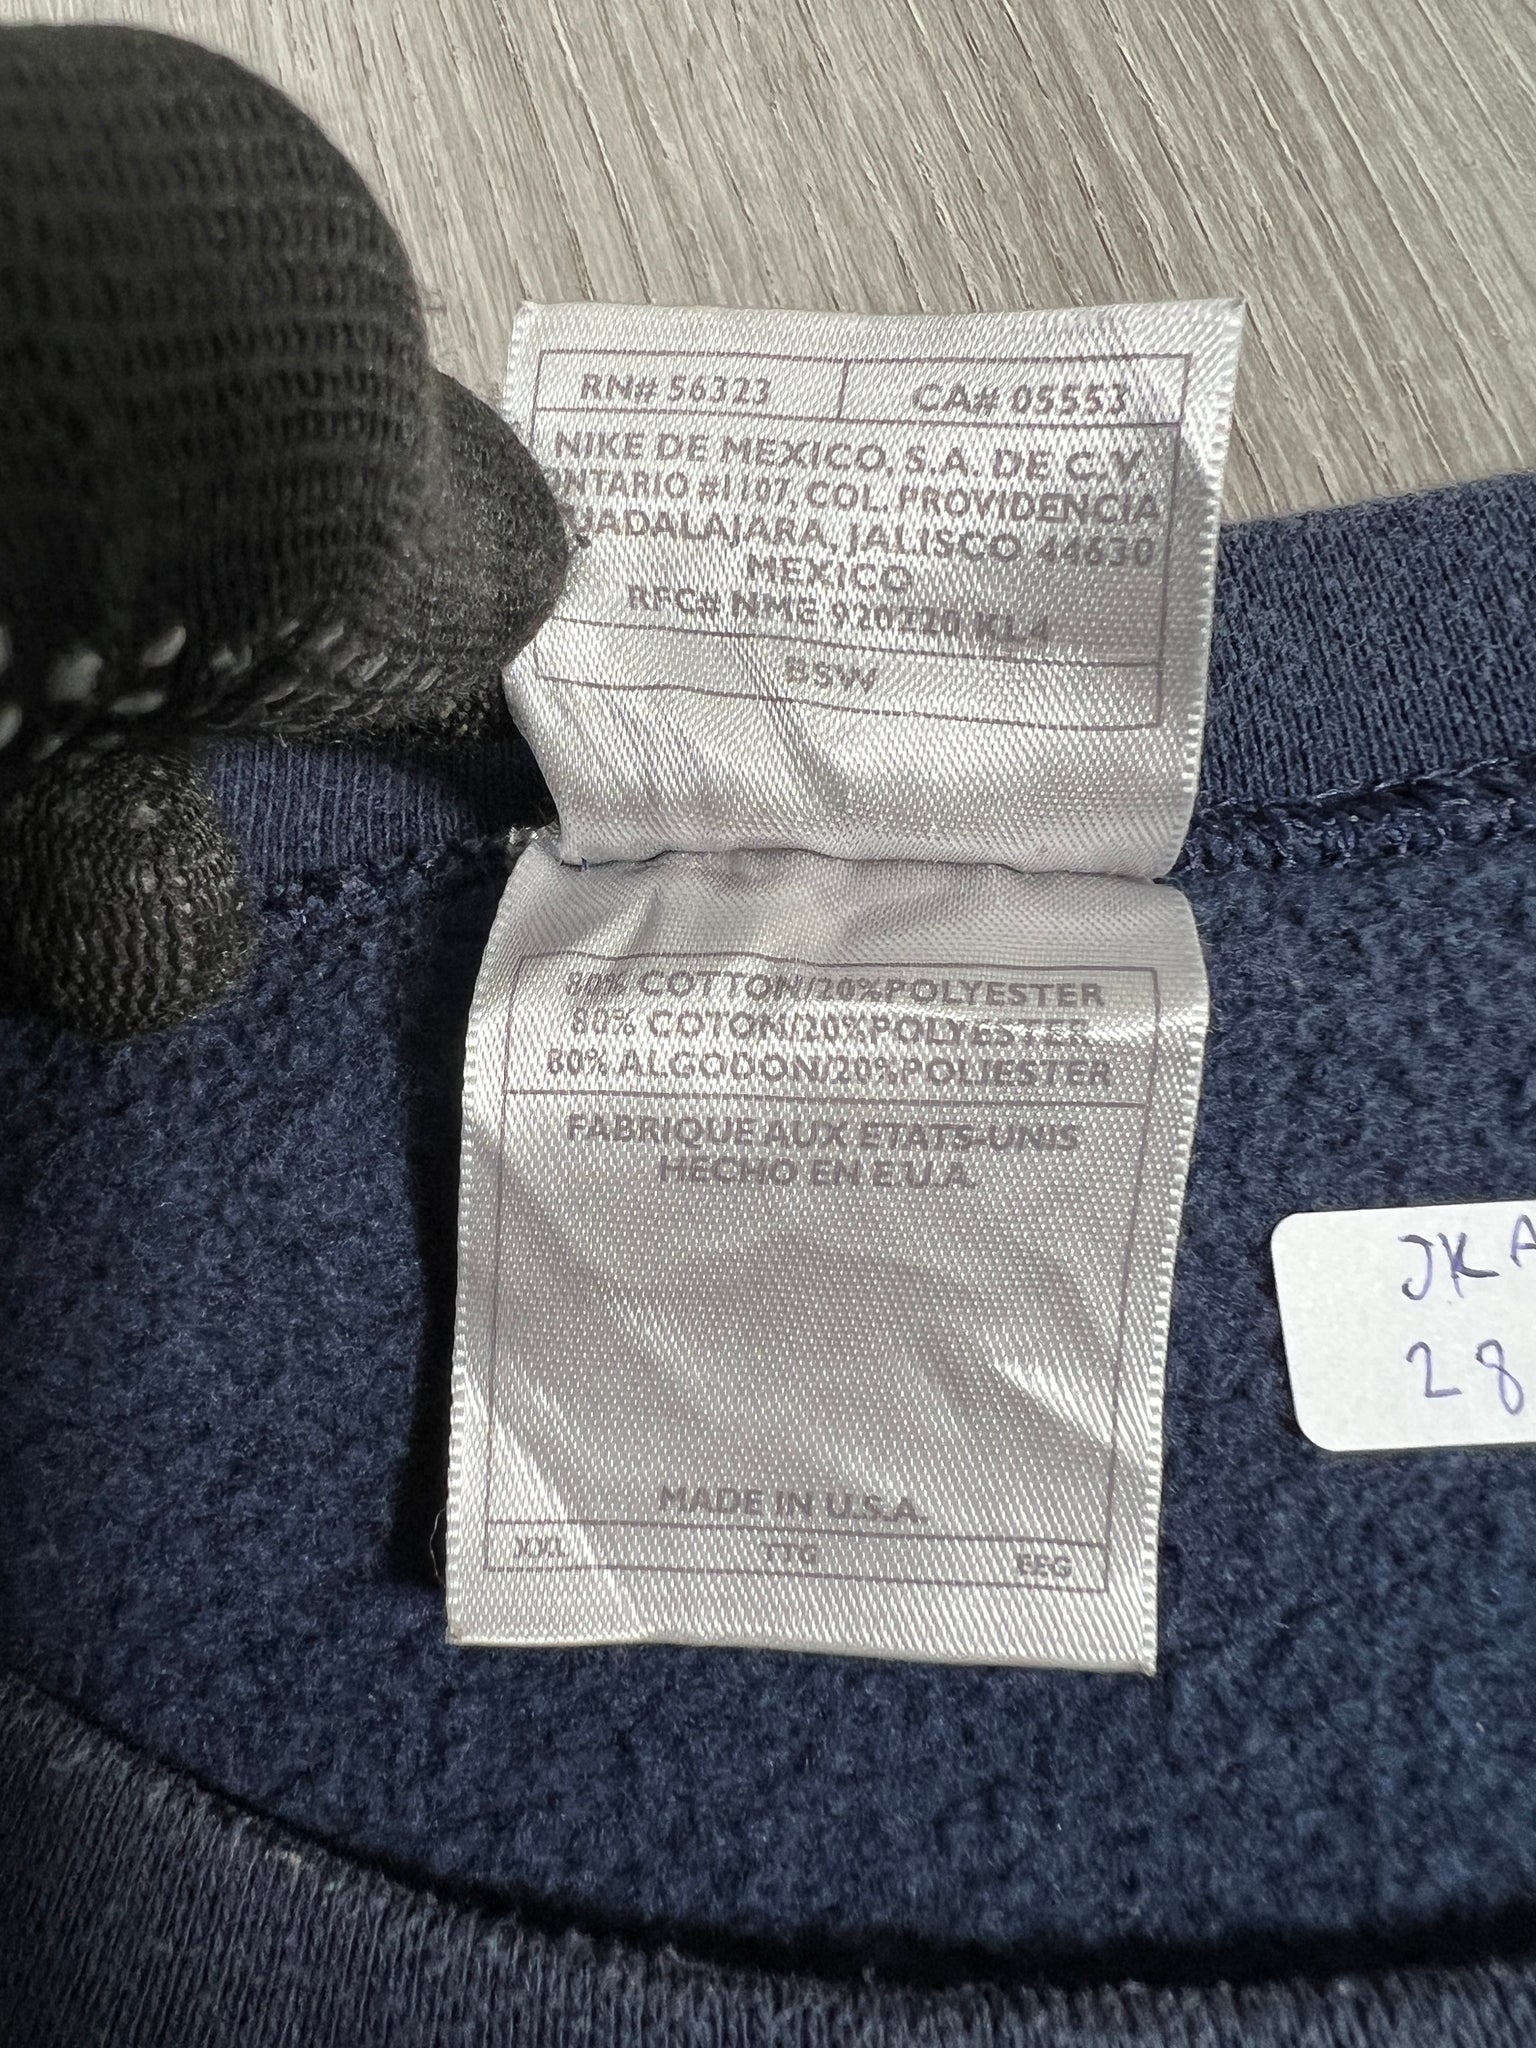 RN# 56323 CA# 05553
NIKE DE MEXICO, S.A. DE C.V.
ONTARIO #1107, COL. PROVIDENCIA
GUADALAJARA, JALISCO 44630
MEXICO
RFC# NME 920220 KL4
BSW
80% COTTON/20%POLYESTER
80% COTON/20%POLYESTER
80% ALGODON/20%POLIESTER
FABRIQUE AUX ETATS-UNIS
HECHO EN E.U.A.
MADE IN U.S.A.
XXL TTG EEG
JKA
28